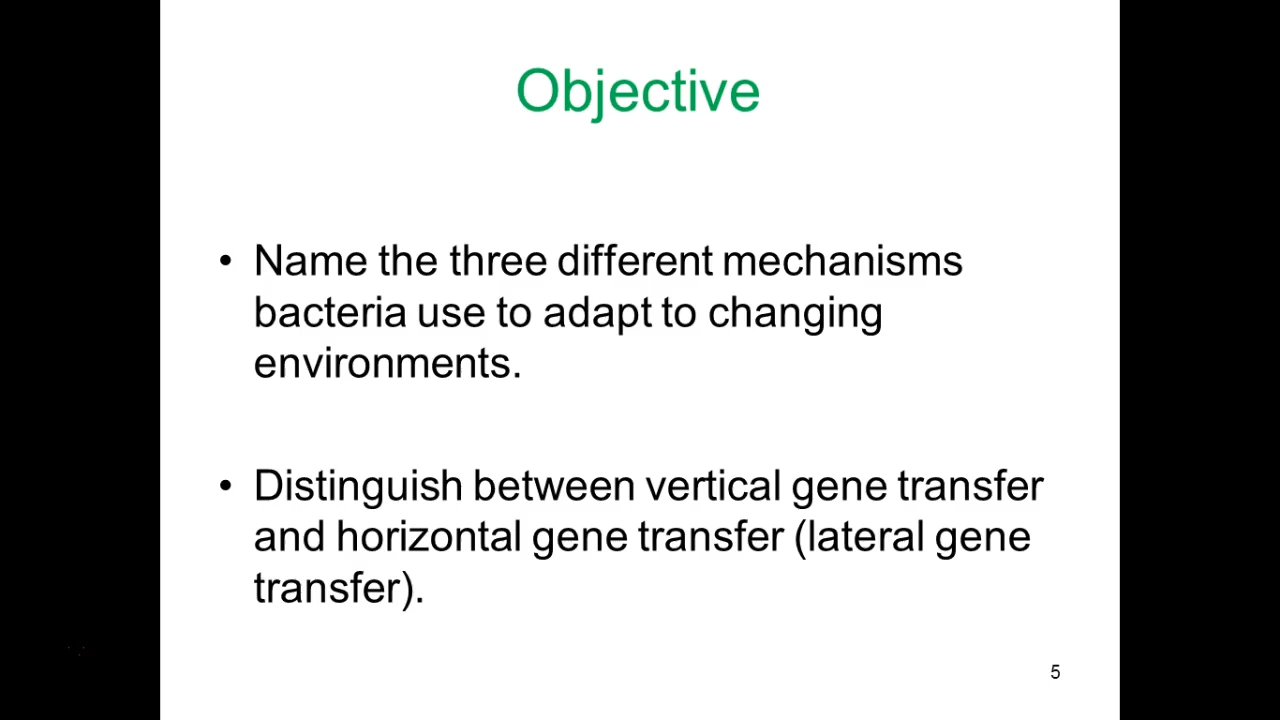 Objective
• Name the three different mechanisms
bacteria use to adapt to changing
environments.
• Distinguish between vertical gene transfer
and horizontal gene transfer (lateral gene
transfer).
5